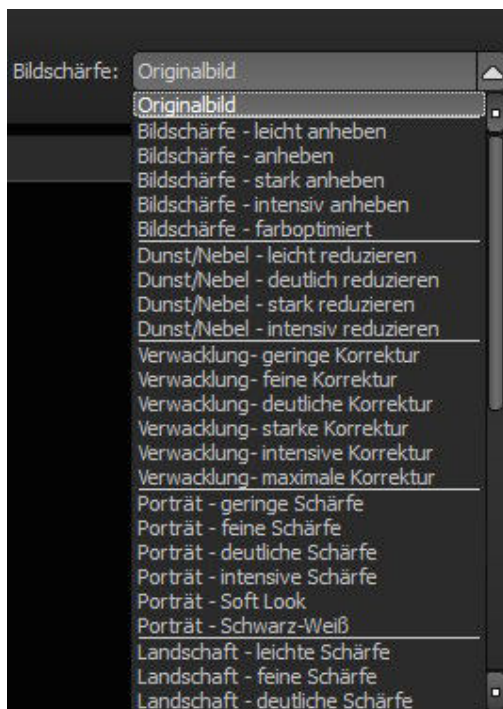 Bildschärfe: Originalbild
Originalbild
Bildschärfe - leicht anheben
Bildschärfe - anheben
Bildschärfe - stark anheben
Bildschärfe - intensiv anheben
Bildschärfe - farboptimiert
Dunst/Nebel - leicht reduzieren
Dunst/Nebel - deutlich reduzieren
Dunst/Nebel - stark reduzieren
Dunst/Nebel - intensiv reduzieren
Verwacklung- geringe Korrektur
Verwacklung- feine Korrektur
Verwacklung- deutliche Korrektur
Verwacklung- starke Korrektur
Verwacklung- intensive Korrektur
Verwacklung- maximale Korrektur
Porträt - geringe Schärfe
Porträt - feine Schärfe
Porträt - deutliche Schärfe
Porträt - intensive Schärfe
Porträt - Soft Look
Porträt - Schwarz-Weiß
Landschaft - leichte Schärfe
Landschaft - feine Schärfe
Landschaft - deutliche Schärfe